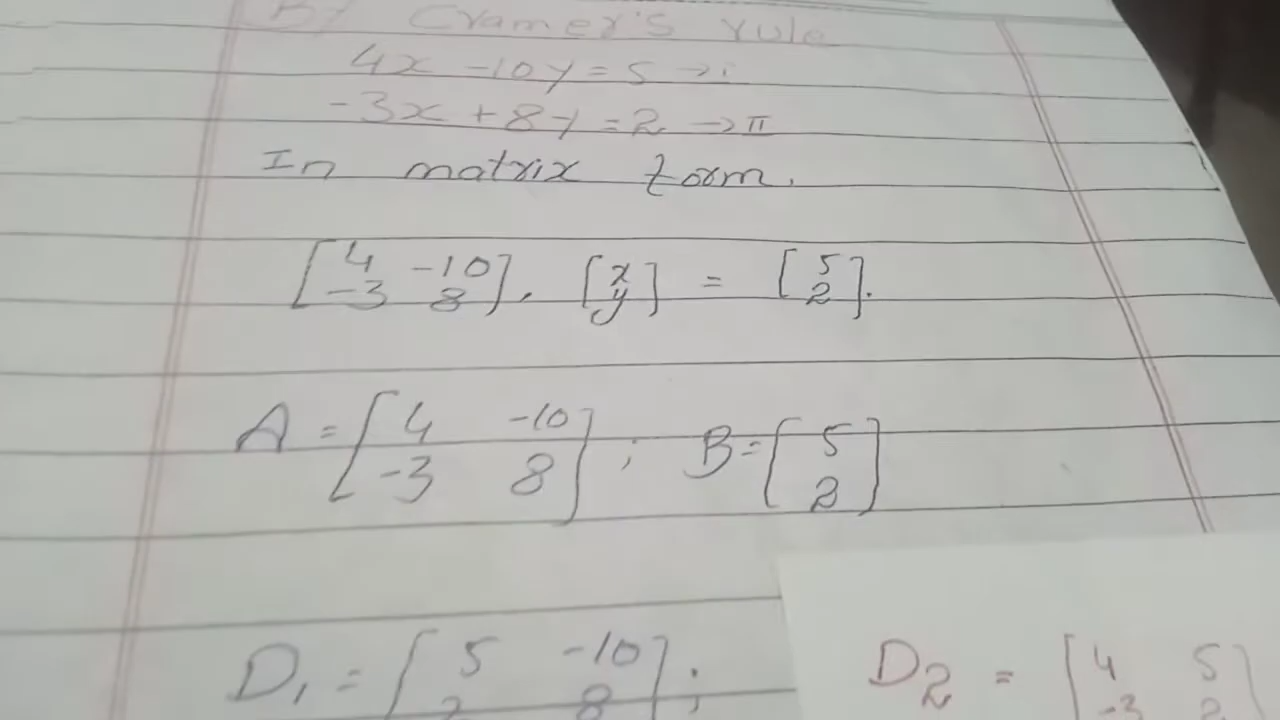 By Cramer's rule
4x -10y = 5 → i
-3x + 8y = 2 → II
In matrix form.
[4 -10] . [x] = [5].
[-3 8] [y] [2]
A = [4 -10] ; B = [5]
[-3 8] [2]
D₁ = [5 -10] ; D2 = [4 5]
[2 8] [-3 2]